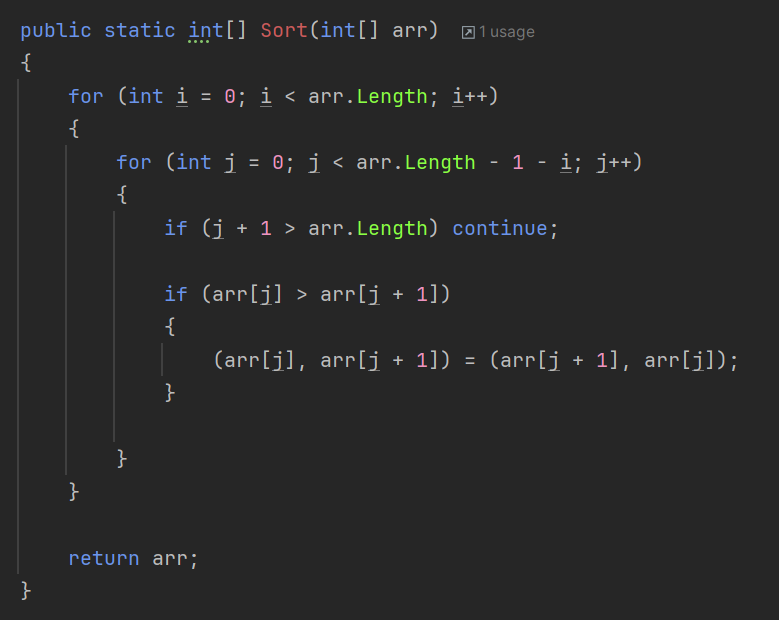 public static int[] Sort(int[] arr) 1 usage
{
    for (int i = 0; i < arr.Length; i++)
    {
        for (int j = 0; j < arr.Length - 1 - i; j++)
        {
            if (j + 1 > arr.Length) continue;

            if (arr[j] > arr[j + 1])
            {
                (arr[j], arr[j + 1]) = (arr[j + 1], arr[j]);
            }

        }
    }

    return arr;
}